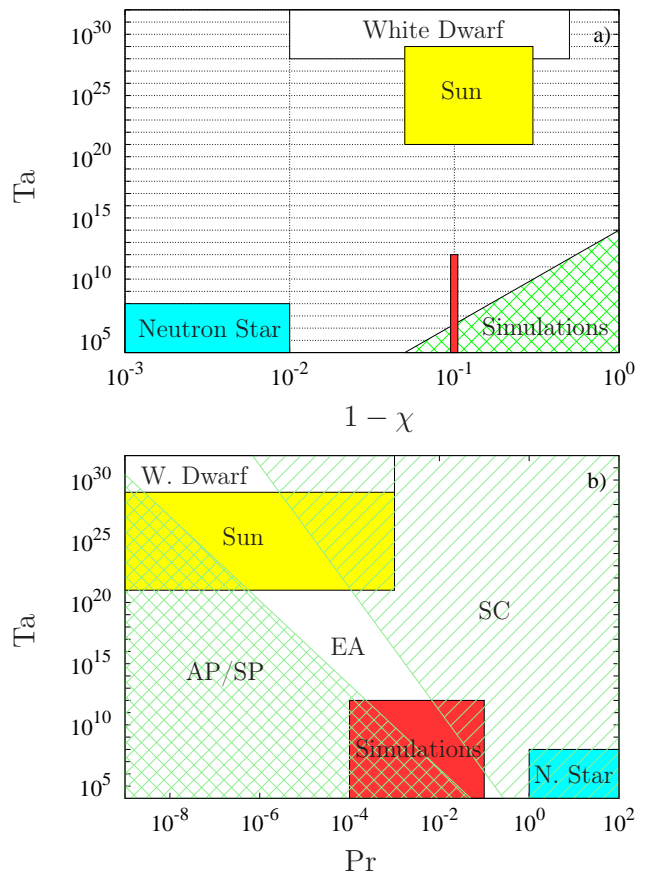 a)
White Dwarf
Sun
Neutron Star
Simulations
Ta
10^30
10^25
10^20
10^15
10^10
10^5
10^-3 10^-2 10^-1 10^0
1 − χ
b)
W. Dwarf
Sun
SC
EA
AP/SP
Simulations
N. Star
Ta
10^30
10^25
10^20
10^15
10^10
10^5
10^-8 10^-6 10^-4 10^-2 10^0 10^2
Pr